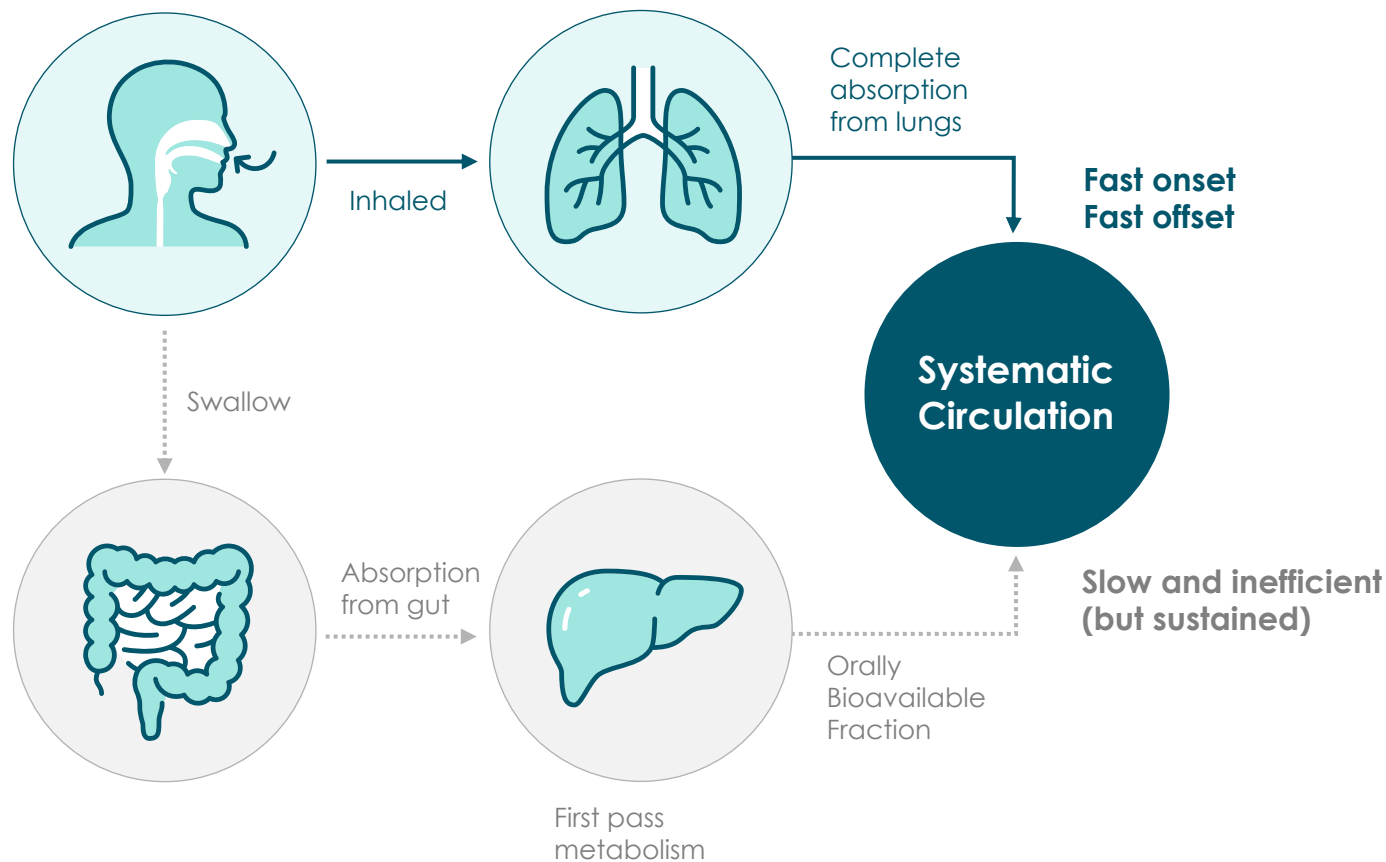 Complete
absorption
from lungs
Inhaled
Fast onset
Fast offset
Systematic
Circulation
Swallow
Absorption
from gut
Slow and inefficient
(but sustained)
Orally
Bioavailable
Fraction
First pass
metabolism